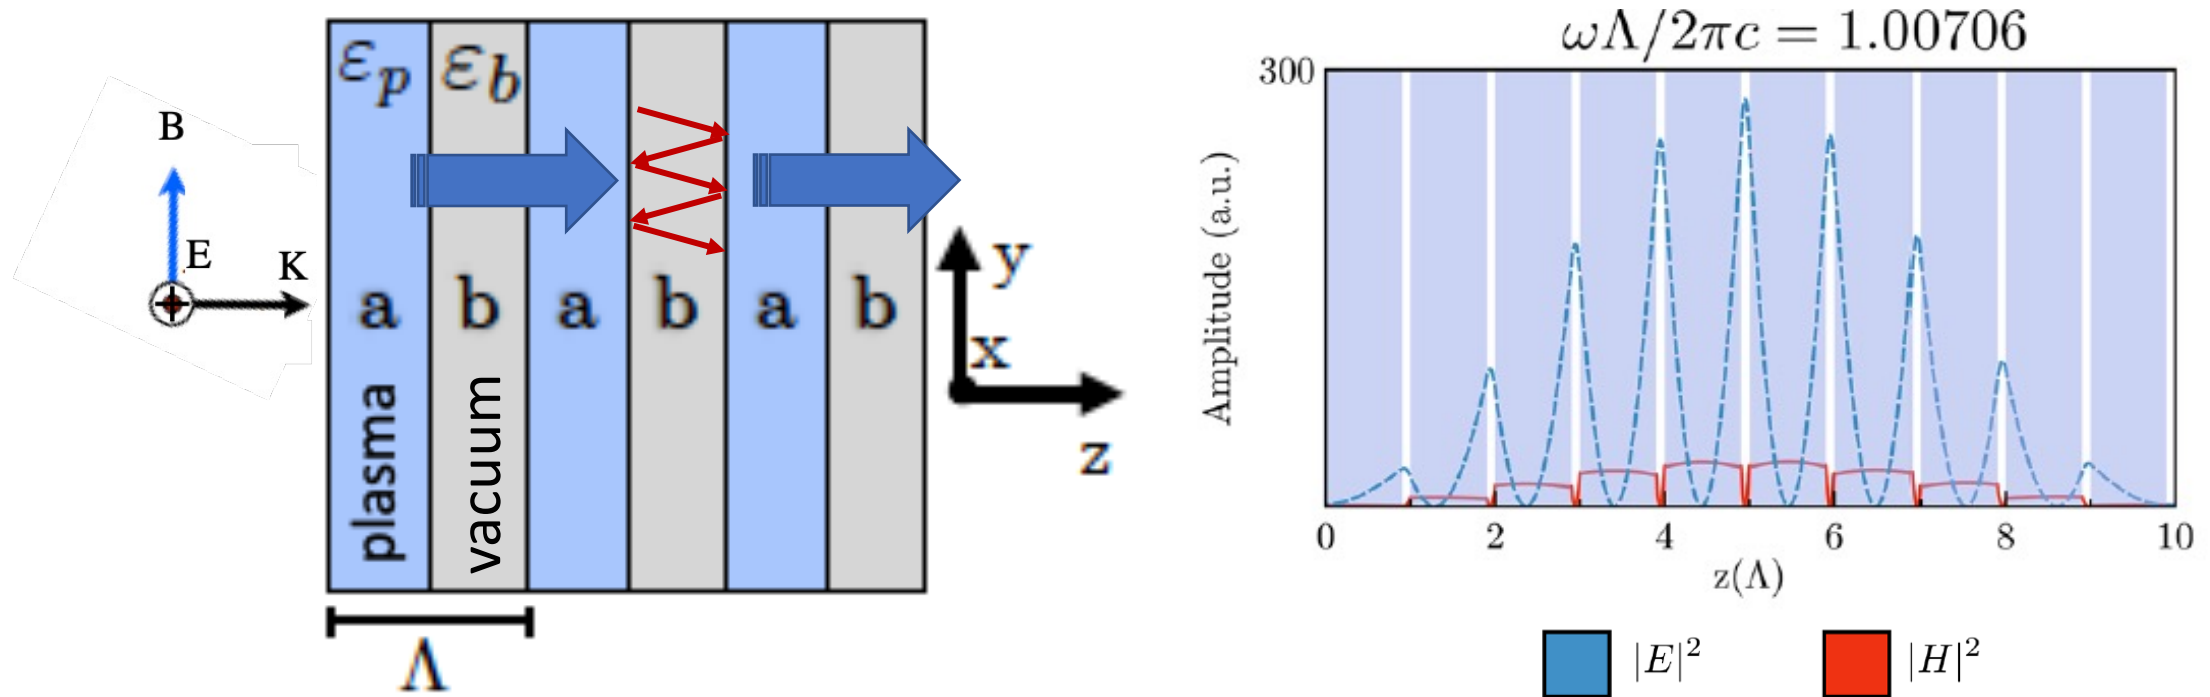 B
E
K
εp
εb
a
b
a
b
a
b
plasma
vacuum
Λ
y
x
z
ωΛ/2πc = 1.00706
300
Amplitude (a.u.)
0 2 4 6 8 10
z(Λ)
|E|²
|H|²